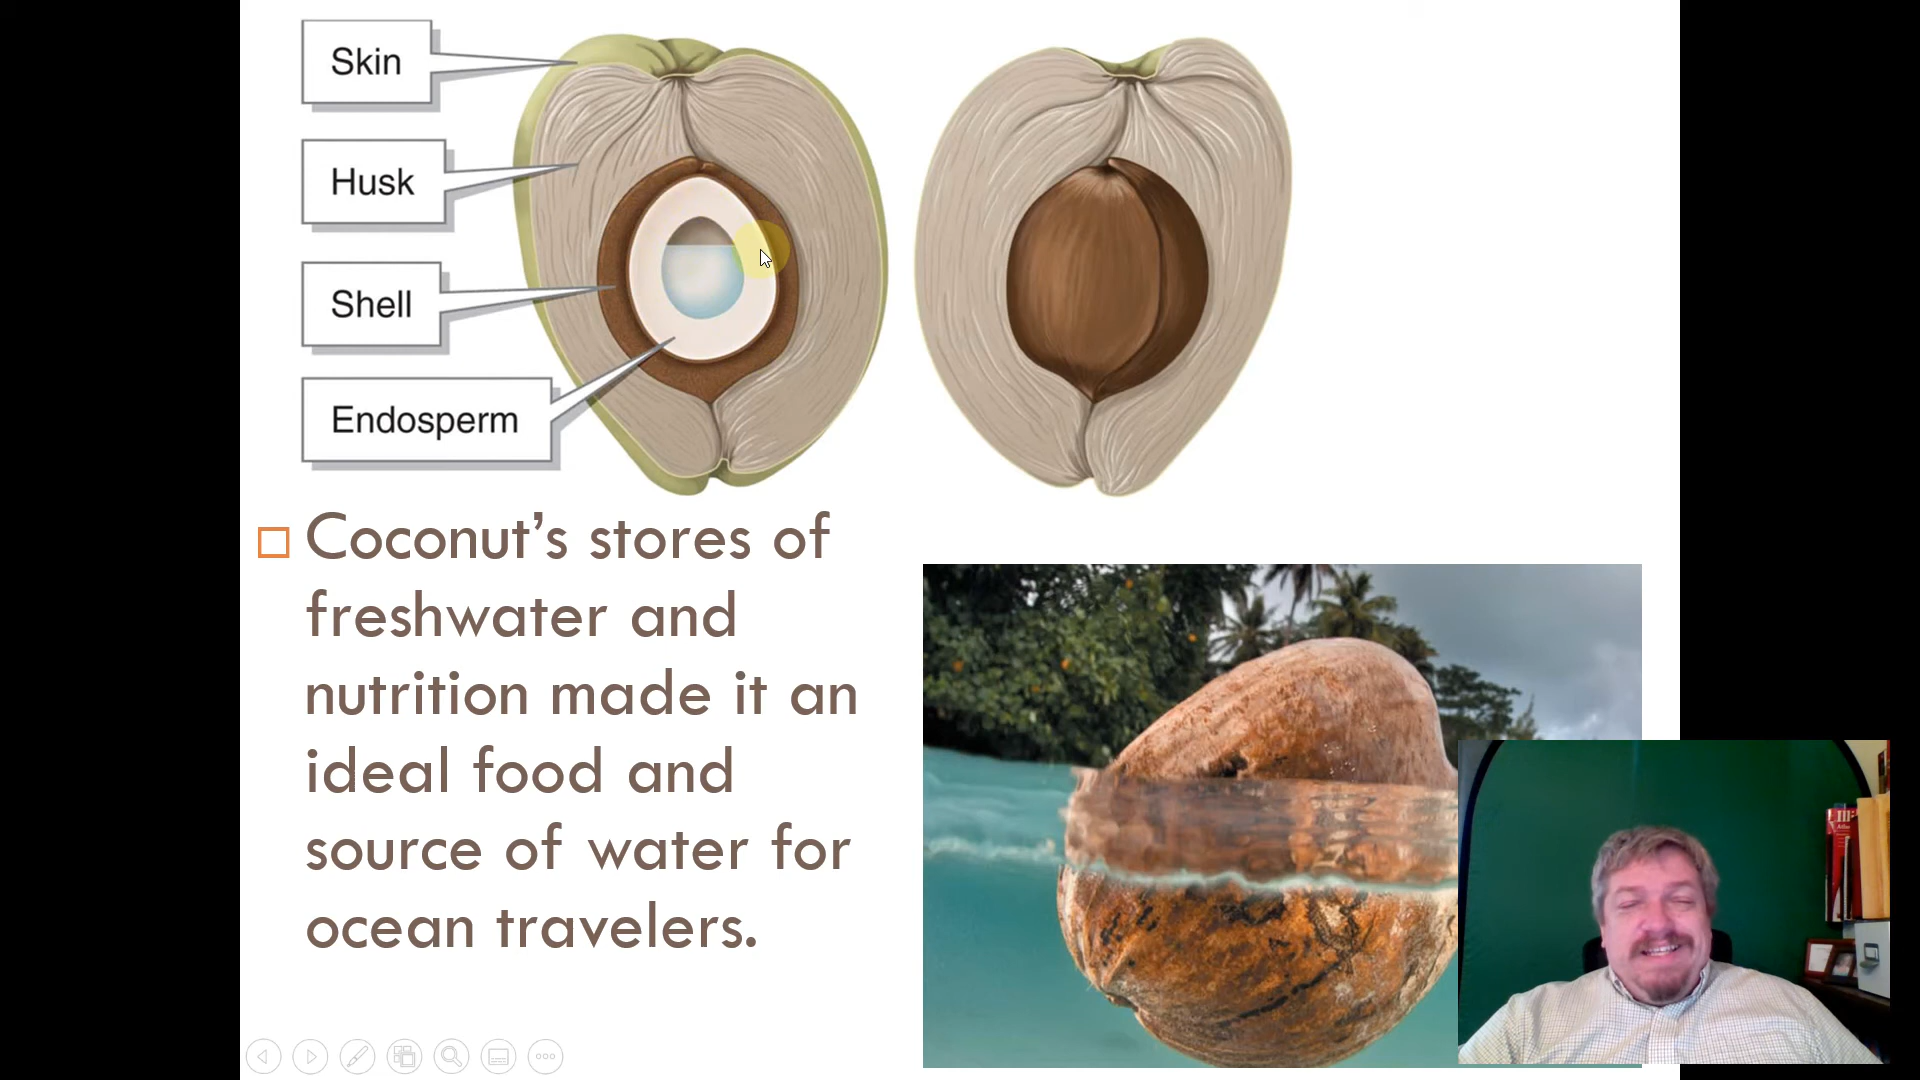 Skin
Husk
Shell
Endosperm
Coconut’s stores of
freshwater and
nutrition made it an
ideal food and
source of water for
ocean travelers.